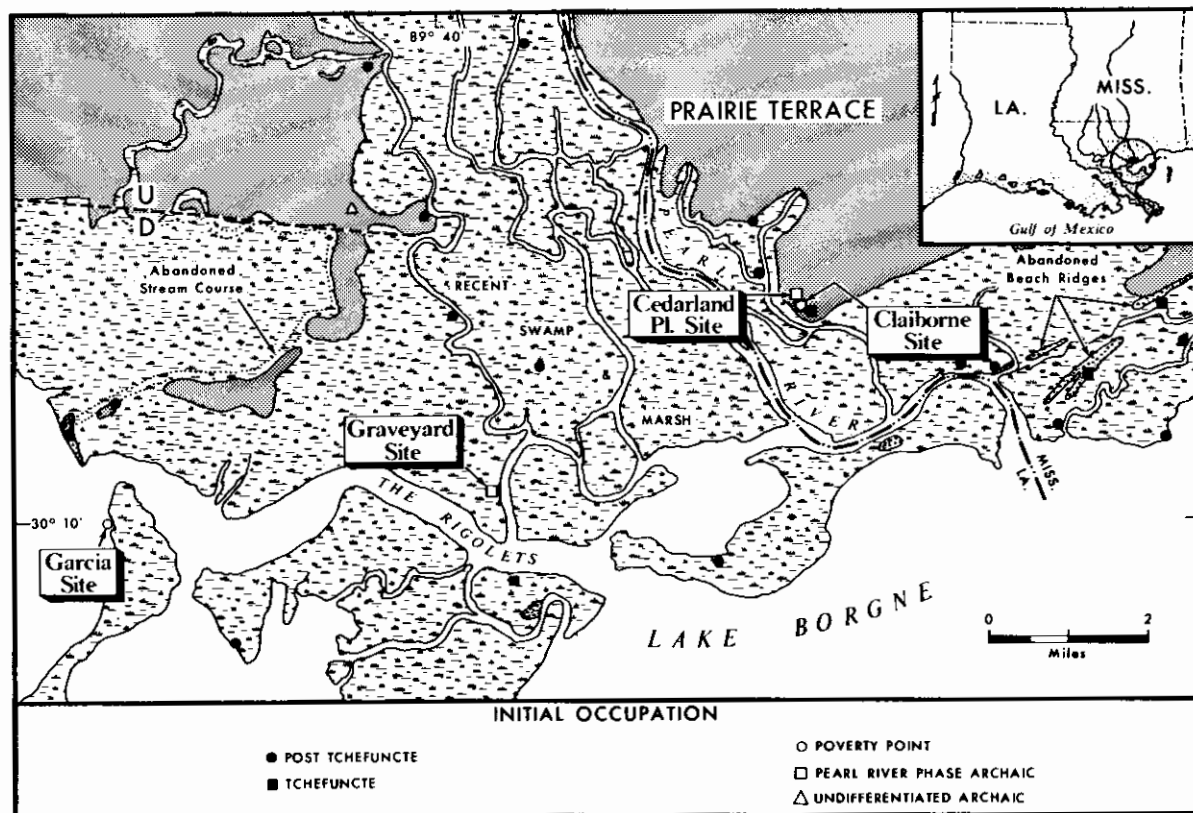 89° 40'
PRAIRIE TERRACE
LA.
MISS.
Gulf of Mexico
U
D
Abandoned
Stream Course
RECENT
SWAMP
&
MARSH
PEARL
RIVER
Cedarland
Pl. Site
Claiborne
Site
Abandoned
Beach Ridges
Graveyard
Site
THE RIGOLETS
MISS.
LA.
30° 10'
Garcia
Site
LAKE BORGNE
0 2
Miles
INITIAL OCCUPATION
POST TCHEFUNCTE
TCHEFUNCTE
POVERTY POINT
PEARL RIVER PHASE ARCHAIC
UNDIFFERENTIATED ARCHAIC